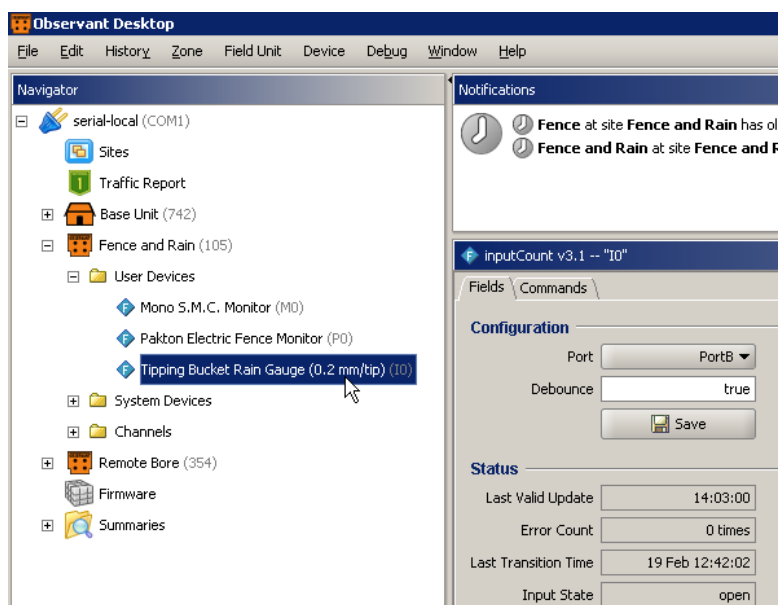 Observant Desktop
File Edit History Zone Field Unit Device Debug Window Help
Navigator
serial-local (COM1)
Sites
Traffic Report
Base Unit (742)
Fence and Rain (105)
User Devices
Mono S.M.C. Monitor (M0)
Pakton Electric Fence Monitor (P0)
Tipping Bucket Rain Gauge (0.2 mm/tip) (I0)
System Devices
Channels
Remote Bore (354)
Firmware
Summaries
Notifications
Fence at site Fence and Rain has ol
Fence and Rain at site Fence and R
inputCount v3.1 -- "I0"
Fields Commands
Configuration
Port PortB
Debounce true
Save
Status
Last Valid Update 14:03:00
Error Count 0 times
Last Transition Time 19 Feb 12:42:02
Input State open